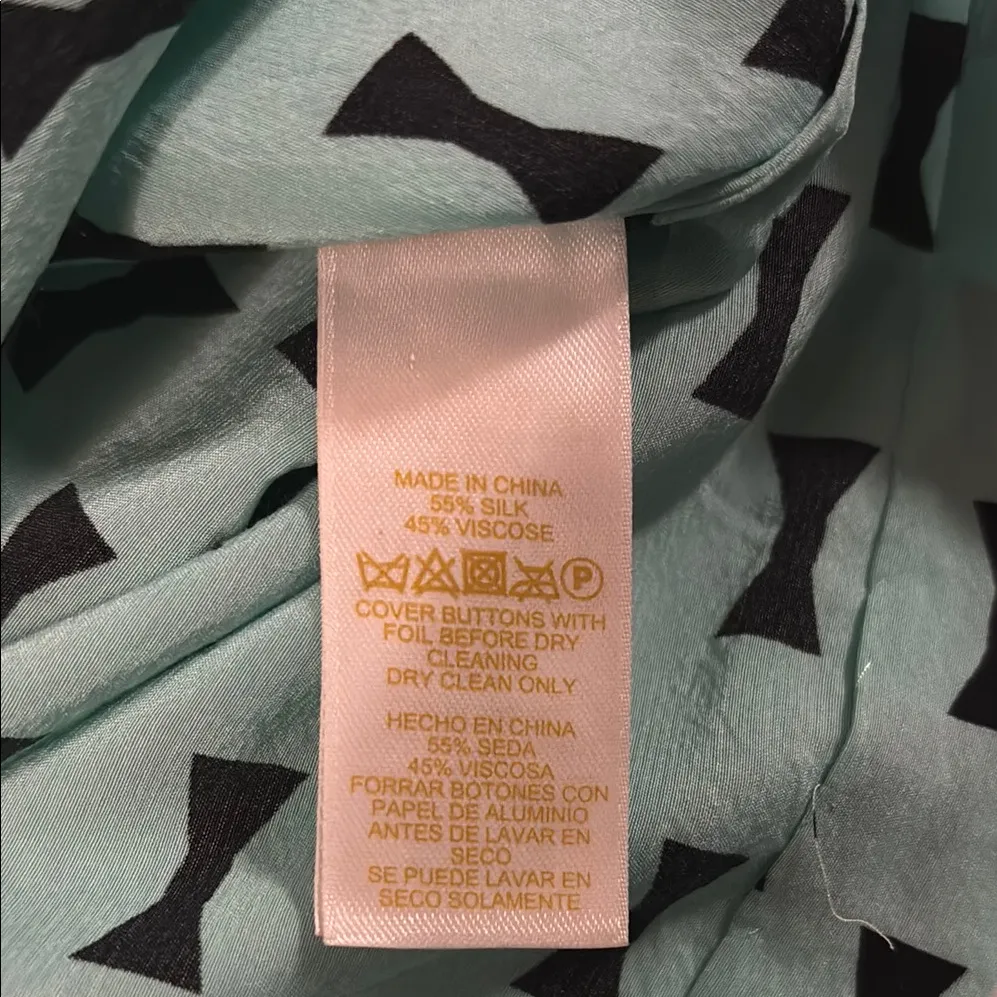 MADE IN CHINA
55% SILK
45% VISCOSE
P
COVER BUTTONS WITH
FOIL BEFORE DRY
CLEANING
DRY CLEAN ONLY
HECHO EN CHINA
55% SEDA
45% VISCOSA
FORRAR BOTONES CON
PAPEL DE ALUMINIO
ANTES DE LAVAR EN
SECO
SE PUEDE LAVAR EN
SECO SOLAMENTE